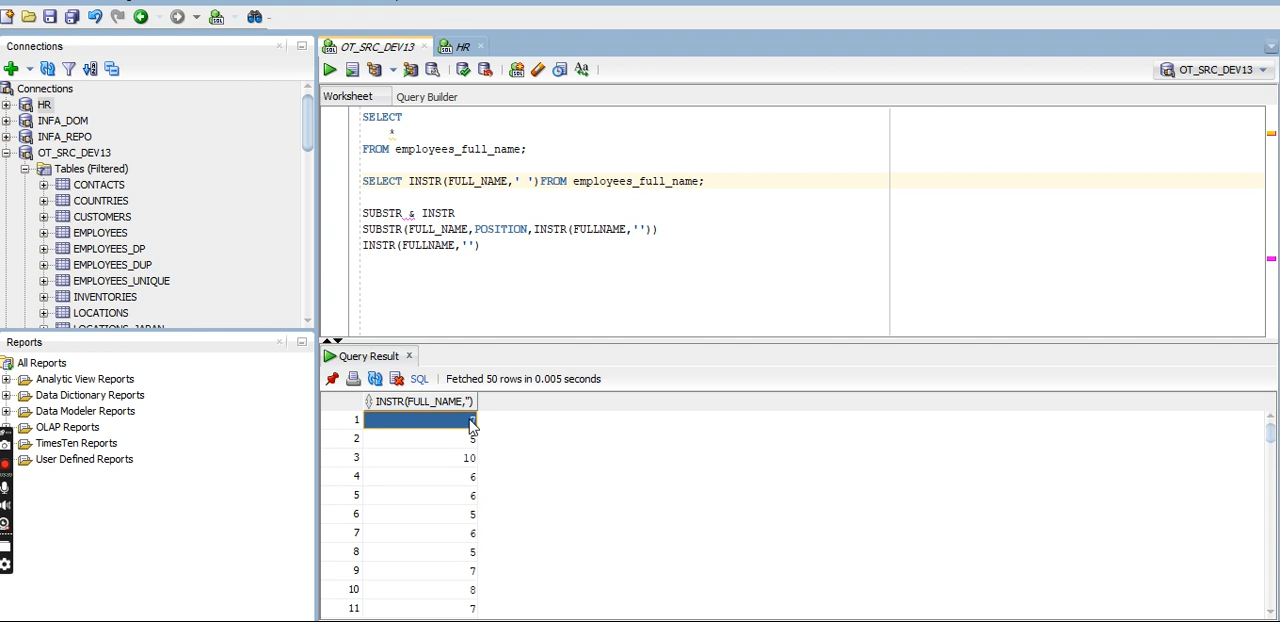 Connections
OT_SRC_DEV13
HR
OT_SRC_DEV13
Worksheet
Query Builder
Connections
HR
INFA_DOM
INFA_REPO
OT_SRC_DEV13
Tables (Filtered)
CONTACTS
COUNTRIES
CUSTOMERS
EMPLOYEES
EMPLOYEES_DP
EMPLOYEES_DUP
EMPLOYEES_UNIQUE
INVENTORIES
LOCATIONS
LOCATIONS_JAPAN
SELECT
*
FROM employees_full_name;
SELECT INSTR(FULL_NAME,' ')FROM employees_full_name;
SUBSTR & INSTR
SUBSTR(FULL_NAME,POSITION,INSTR(FULLNAME,''))
INSTR(FULLNAME,'')
Reports
All Reports
Analytic View Reports
Data Dictionary Reports
Data Modeler Reports
OLAP Reports
TimesTen Reports
User Defined Reports
Query Result
SQL | Fetched 50 rows in 0.005 seconds
INSTR(FULL_NAME,'')
1
2 5
3 10
4 6
5 6
6 5
7 6
8 5
9 7
10 8
11 7